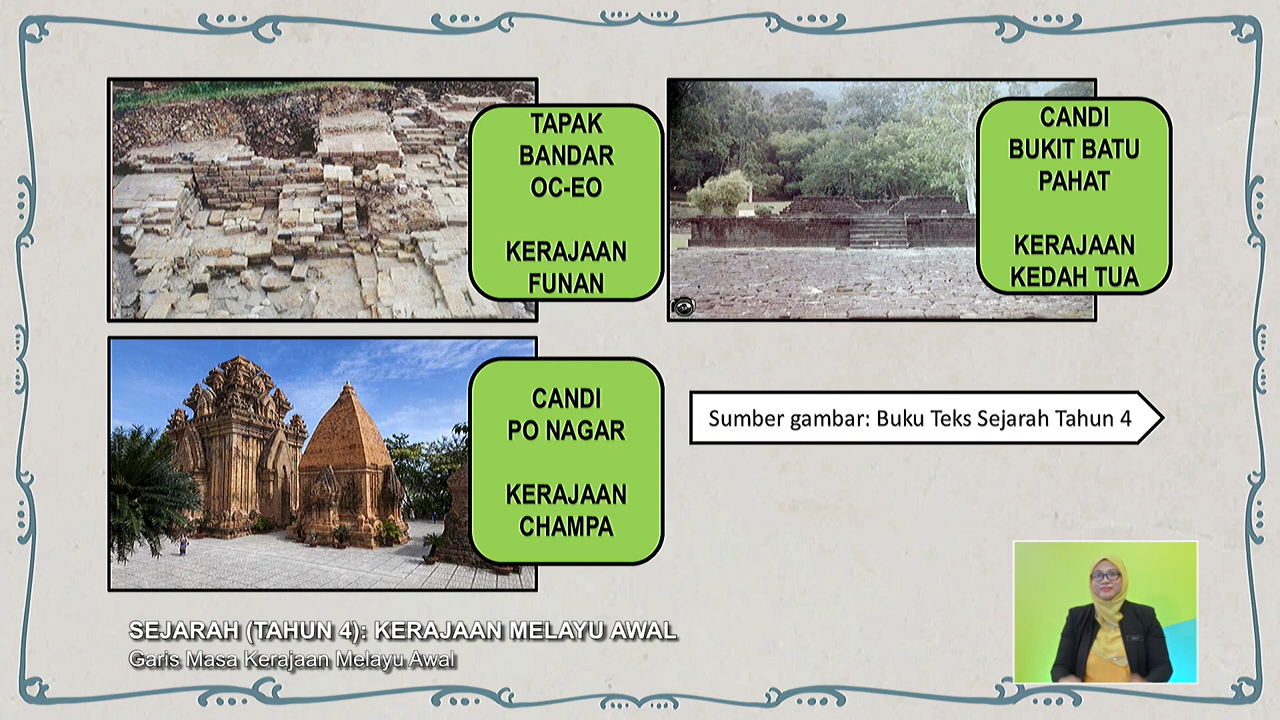 TAPAK
BANDAR
OC-EO
KERAJAAN
FUNAN
CANDI
BUKIT BATU
PAHAT
KERAJAAN
KEDAH TUA
CANDI
PO NAGAR
KERAJAAN
CHAMPA
Sumber gambar: Buku Teks Sejarah Tahun 4
SEJARAH (TAHUN 4): KERAJAAN MELAYU AWAL
Garis Masa Kerajaan Melayu Awal